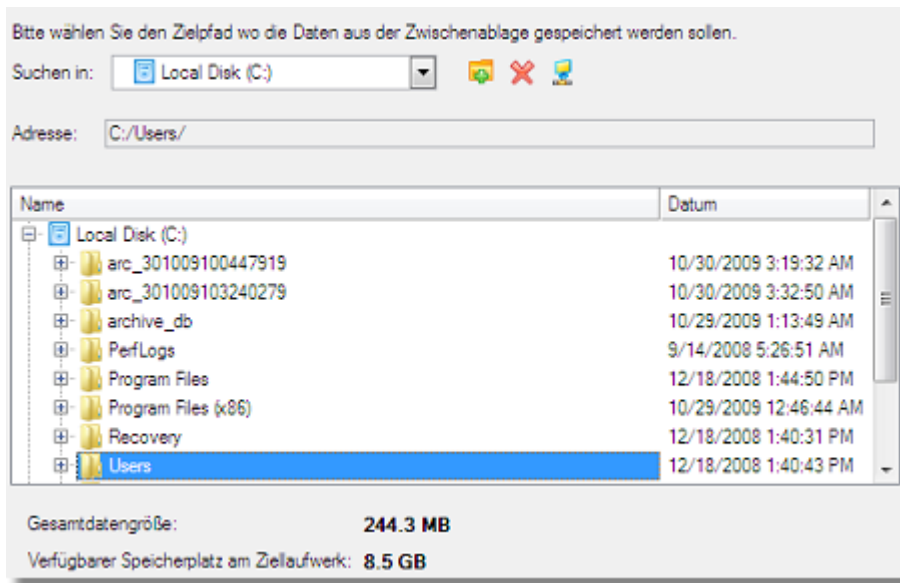 Bitte wählen Sie den Zielpfad wo die Daten aus der Zwischenablage gespeichert werden sollen.
Suchen in: Local Disk (C:)
Adresse: C:/Users/
Name Datum
Local Disk (C:)
arc_301009100447919 10/30/2009 3:19:32 AM
arc_301009103240279 10/30/2009 3:32:50 AM
archive_db 10/29/2009 1:13:49 AM
PerfLogs 9/14/2008 5:26:51 AM
Program Files 12/18/2008 1:44:50 PM
Program Files (x86) 10/29/2009 12:46:44 AM
Recovery 12/18/2008 1:40:31 PM
Users 12/18/2008 1:40:43 PM
Gesamtdatengröße: 244.3 MB
Verfügbarer Speicherplatz am Ziellaufwerk: 8.5 GB